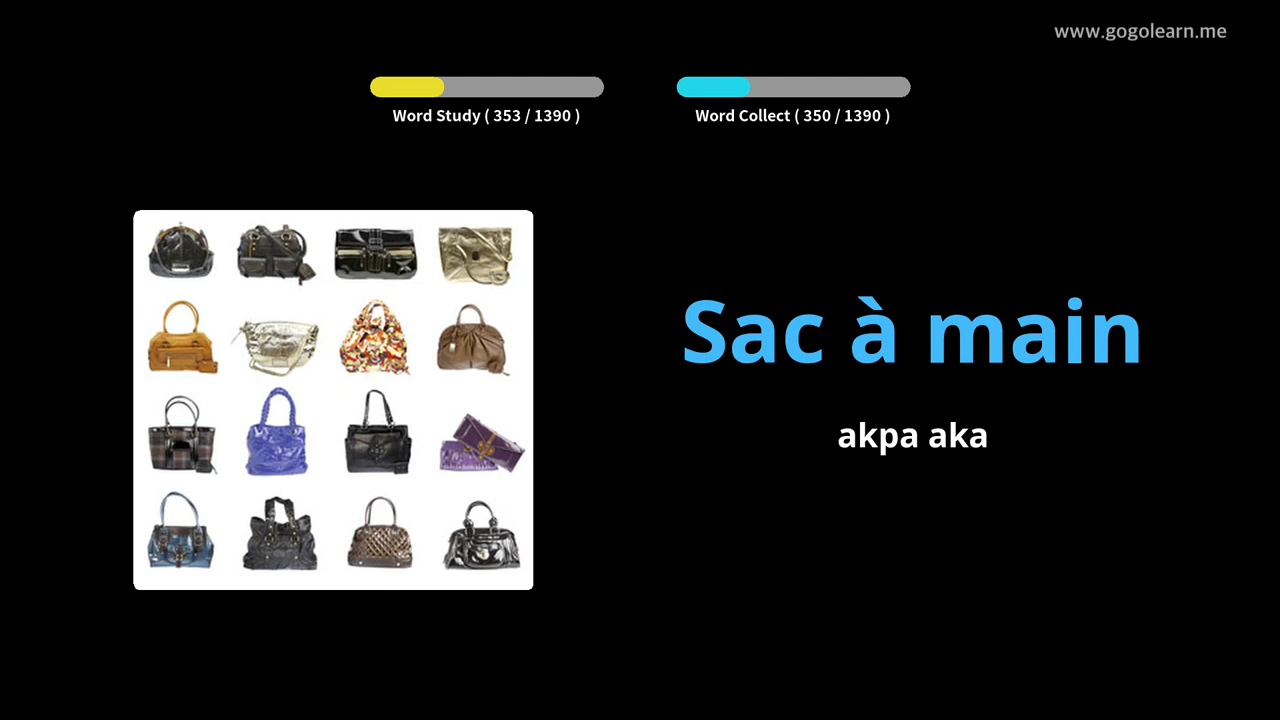 www.gogolearn.me
Word Study ( 353 / 1390 )
Word Collect ( 350 / 1390 )
Sac à main
akpa aka